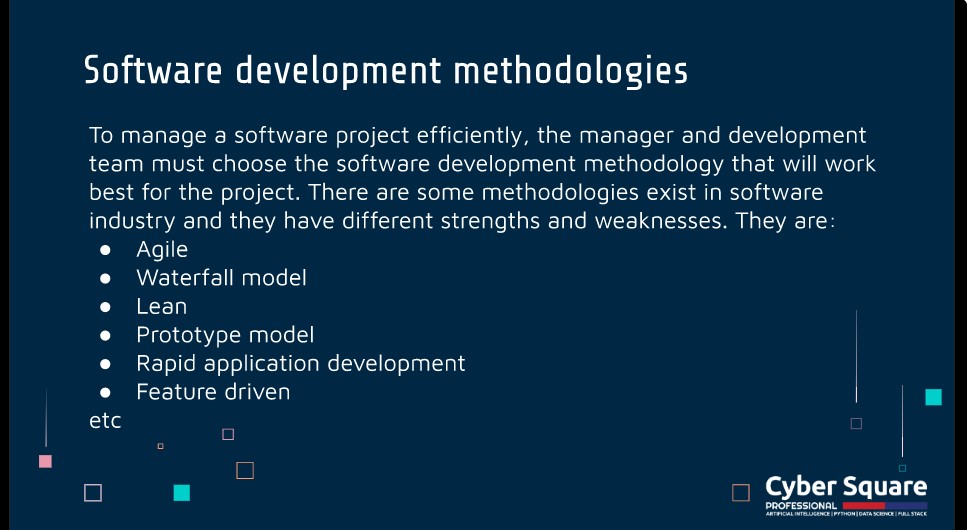 Software development methodologies
To manage a software project efficiently, the manager and development
team must choose the software development methodology that will work
best for the project. There are some methodologies exist in software
industry and they have different strengths and weaknesses. They are:
● Agile
● Waterfall model
● Lean
● Prototype model
● Rapid application development
● Feature driven
etc
Cyber Square
PROFESSIONAL
ARTIFICIAL INTELLIGENCE | PYTHON | DATA SCIENCE | FULL STACK